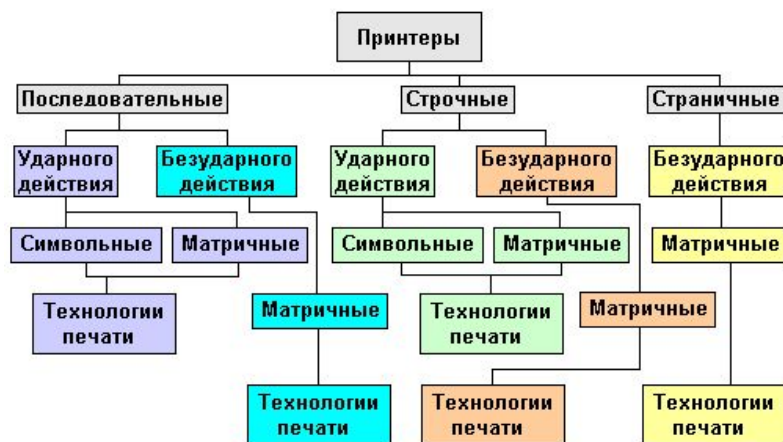 Принтеры
Последовательные
Строчные
Страничные
Ударного
действия
Безударного
действия
Ударного
действия
Безударного
действия
Безударного
действия
Символьные
Матричные
Символьные
Матричные
Матричные
Технологии
печати
Матричные
Технологии
печати
Матричные
Технологии
печати
Технологии
печати
Технологии
печати